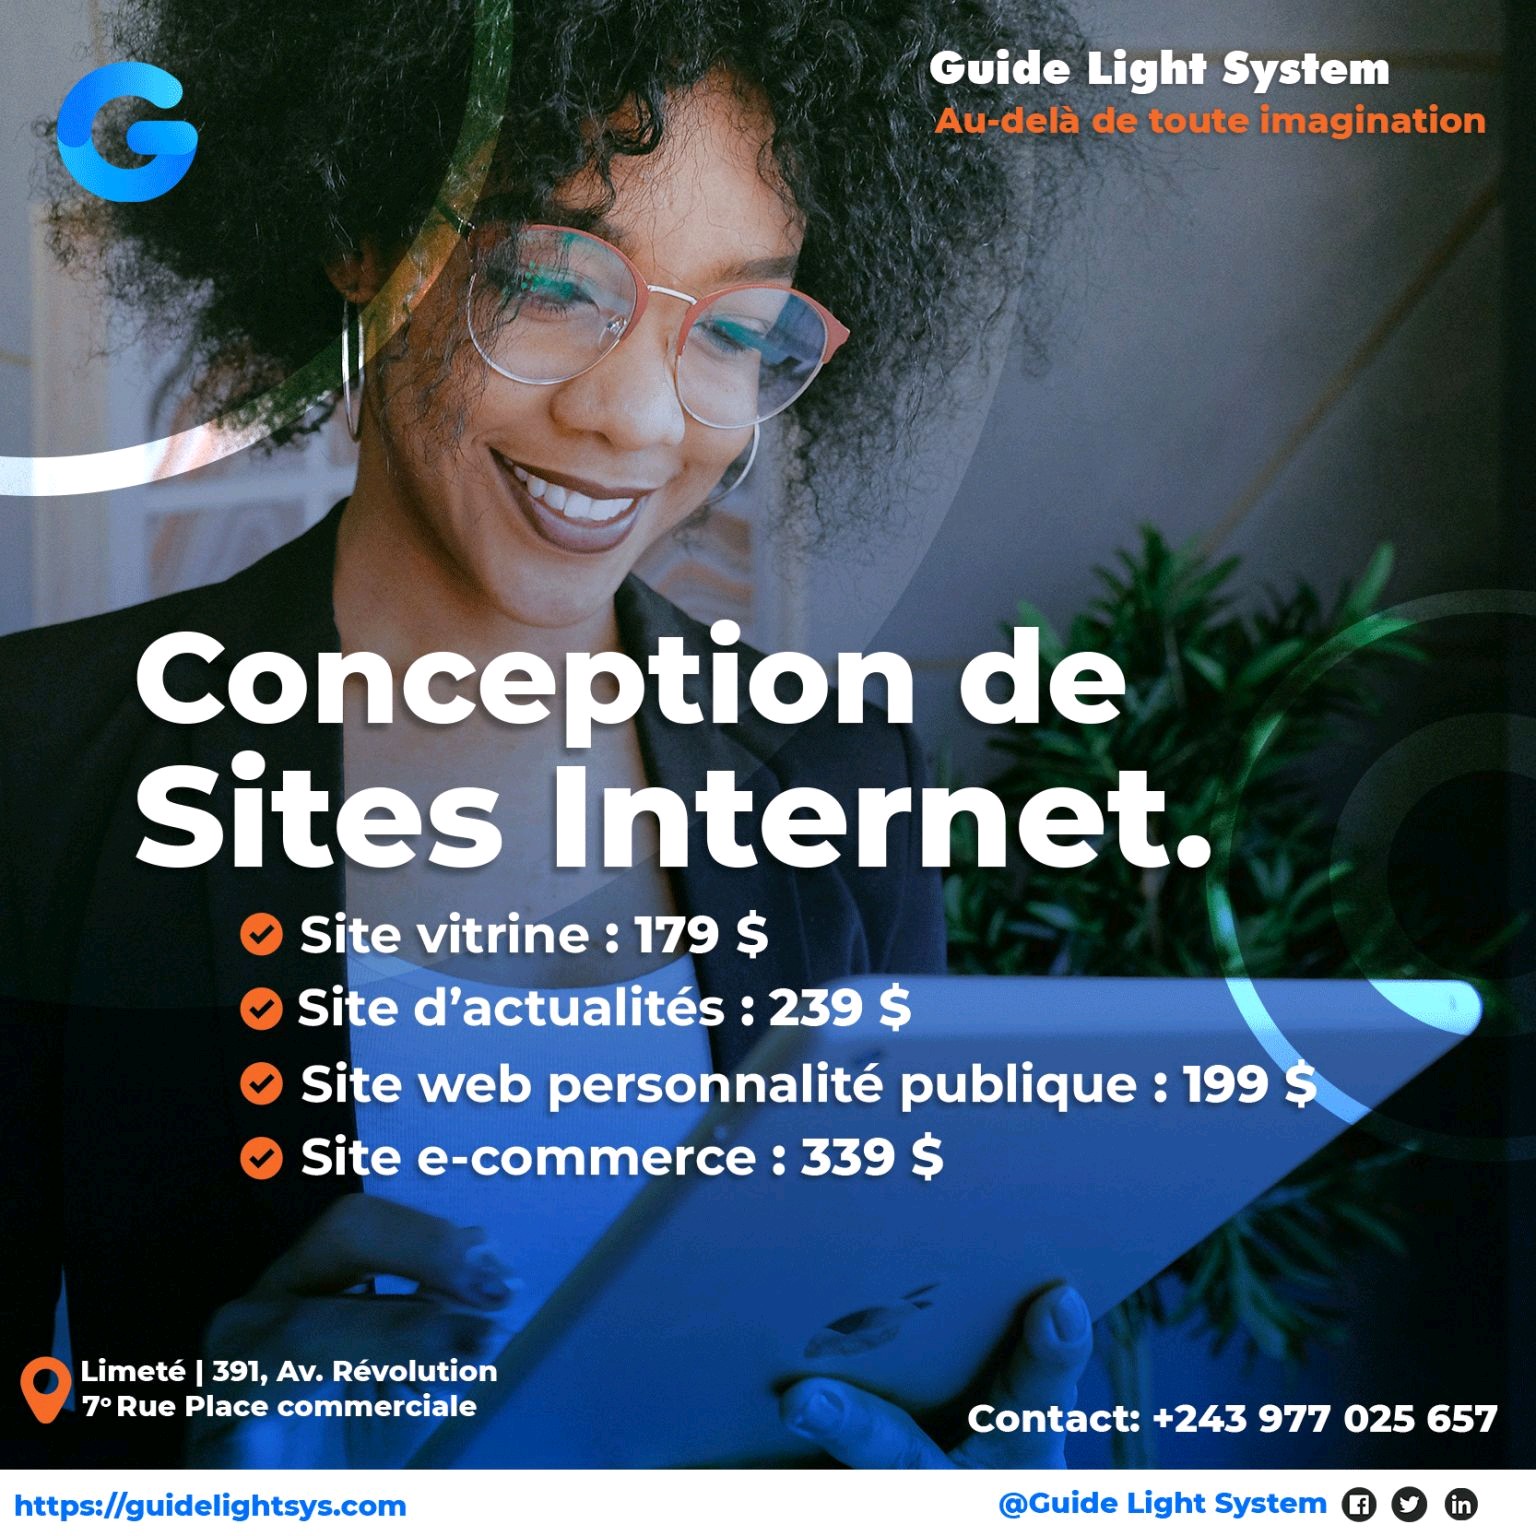 Guide Light System
Au-delà de toute imagination
Conception de
Sites Internet.
Site vitrine : 179 $
Site d’actualités : 239 $
Site web personnalité publique : 199 $
Site e-commerce : 339 $
Limeté | 391, Av. Révolution
7° Rue Place commerciale
Contact: +243 977 025 657
https://guidelightsys.com
@Guide Light System